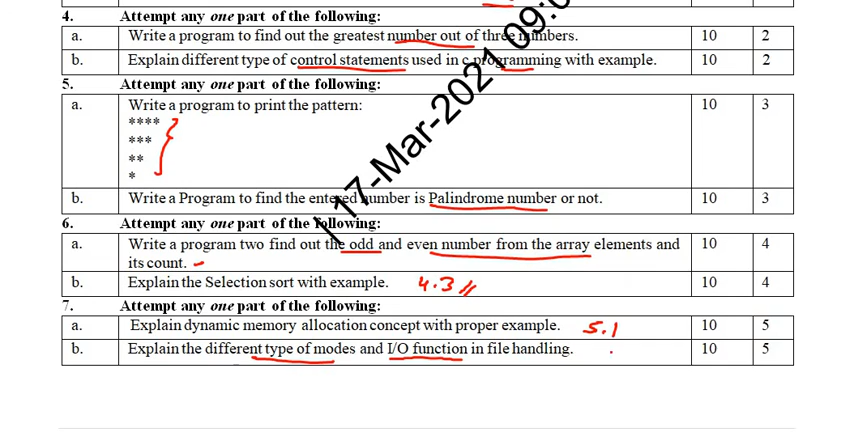 4. Attempt any one part of the following:
a. Write a program to find out the greatest number out of three numbers. 10 2
b. Explain different type of control statements used in c programming with example. 10 2
5. Attempt any one part of the following:
a. Write a program to print the pattern: 10 3
****
***
**
*
b. Write a Program to find the entered number is Palindrome number or not. 10 3
6. Attempt any one part of the following:
a. Write a program two find out the odd and even number from the array elements and 10 4
its count.
b. Explain the Selection sort with example. 4.3 10 4
7. Attempt any one part of the following:
a. Explain dynamic memory allocation concept with proper example. 5.1 10 5
b. Explain the different type of modes and I/O function in file handling. 10 5
| 17-Mar-2021 09:0